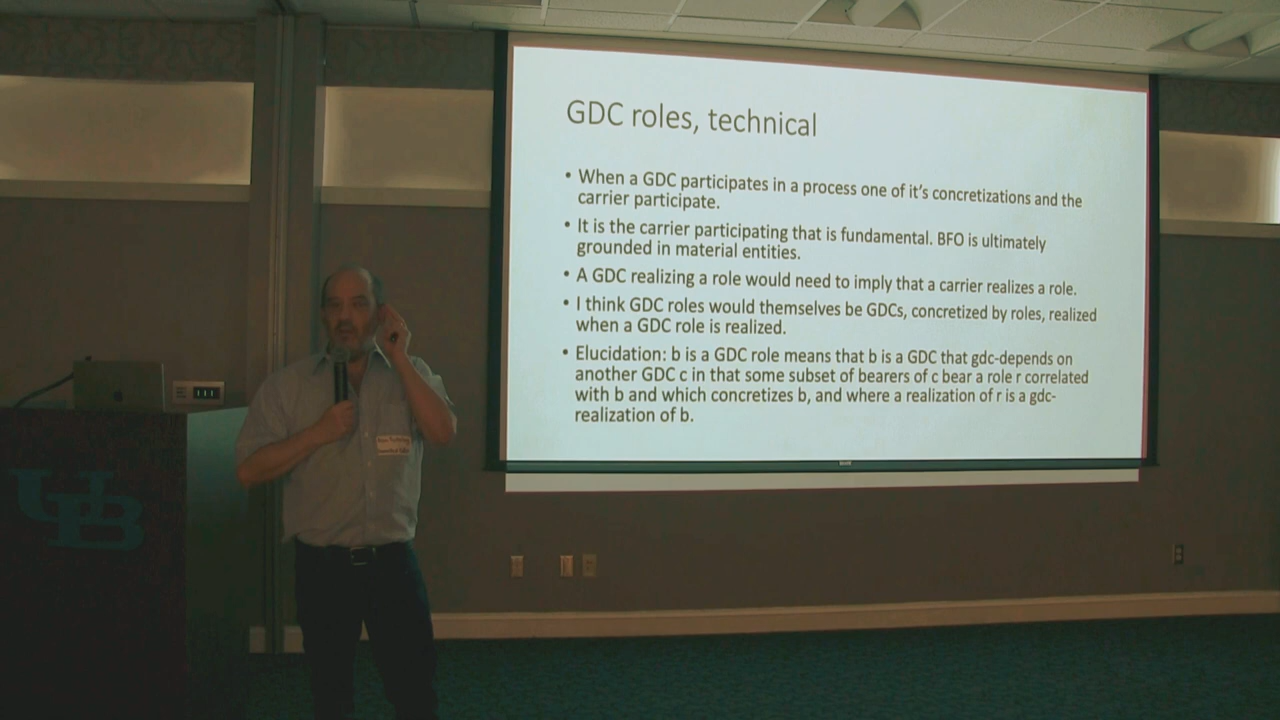 GDC roles, technical
• When a GDC participates in a process one of it's concretizations and the
carrier participate.
• It is the carrier participating that is fundamental. BFO is ultimately
grounded in material entities.
• A GDC realizing a role would need to imply that a carrier realizes a role.
• I think GDC roles would themselves be GDCs, concretized by roles, realized
when a GDC role is realized.
• Elucidation: b is a GDC role means that b is a GDC that gdc-depends on
another GDC c in that some subset of bearers of c bear a role r correlated
with b and which concretizes b, and where a realization of r is a gdc-
realization of b.
UB